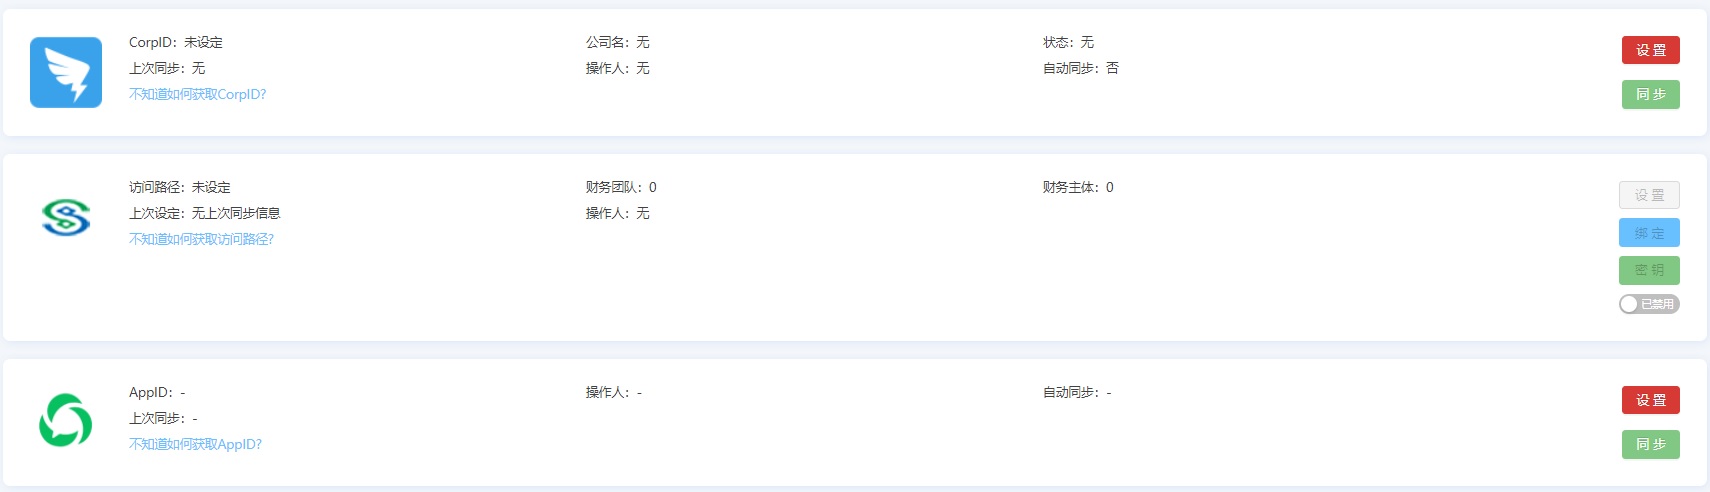 CorpID：未设定 公司名：无 状态：无 设 置
上次同步：无 操作人：无 自动同步：否
不知道如何获取CorpID? 同 步
访问路径：未设定 财务团队：0 财务主体：0 设 置
上次设定：无上次同步信息 操作人：无
不知道如何获取访问路径? 绑 定
密 钥
已禁用
AppID：- 操作人：- 自动同步：- 设 置
上次同步：-
不知道如何获取AppID? 同 步